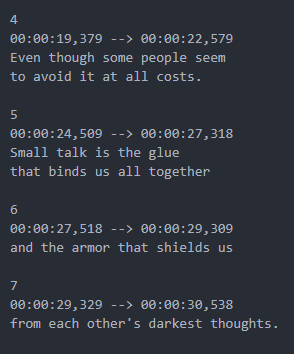 4
00:00:19,379 --> 00:00:22,579
Even though some people seem
to avoid it at all costs.
5
00:00:24,509 --> 00:00:27,318
Small talk is the glue
that binds us all together
6
00:00:27,518 --> 00:00:29,309
and the armor that shields us
7
00:00:29,329 --> 00:00:30,538
from each other's darkest thoughts.